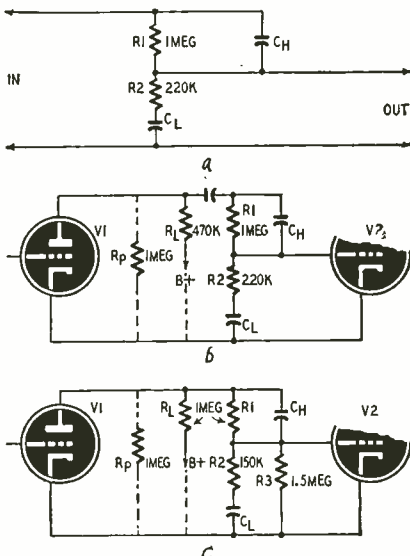 R1
1MEG
CH
IN
R2
220K
CL
OUT
a
V1
Rp
1MEG
RL
470K
B+
R1
1MEG
CH
R2
220K
CL
V2
b
V1
Rp
1MEG
RL
1MEG
R1
CH
V2
B+
R2
150K
R3
1.5MEG
CL
C